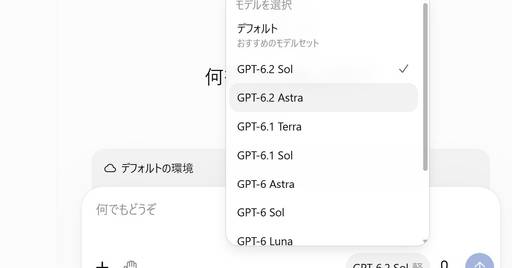 モデルを選択
デフォルト
おすすめのモデルセット
GPT-6.2 Sol
GPT-6.2 Astra
GPT-6.1 Terra
GPT-6.1 Sol
GPT-6 Astra
GPT-6 Sol
GPT-6 Luna
何
デフォルトの環境
何でもどうぞ
GPT-6.2 Sol 軽